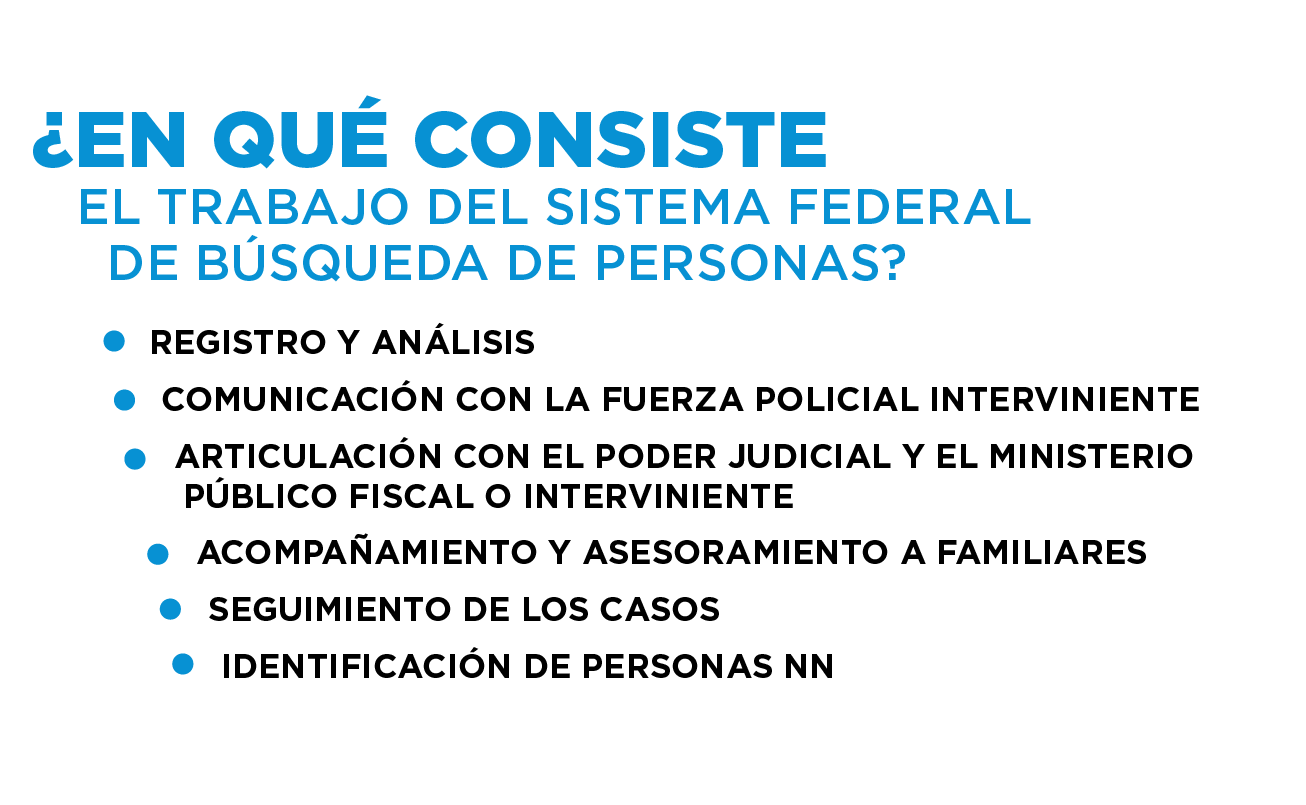 ¿EN QUÉ CONSISTE
EL TRABAJO DEL SISTEMA FEDERAL
DE BÚSQUEDA DE PERSONAS?
REGISTRO Y ANÁLISIS
COMUNICACIÓN CON LA FUERZA POLICIAL INTERVINIENTE
ARTICULACIÓN CON EL PODER JUDICIAL Y EL MINISTERIO
PÚBLICO FISCAL O INTERVINIENTE
ACOMPAÑAMIENTO Y ASESORAMIENTO A FAMILIARES
SEGUIMIENTO DE LOS CASOS
IDENTIFICACIÓN DE PERSONAS NN